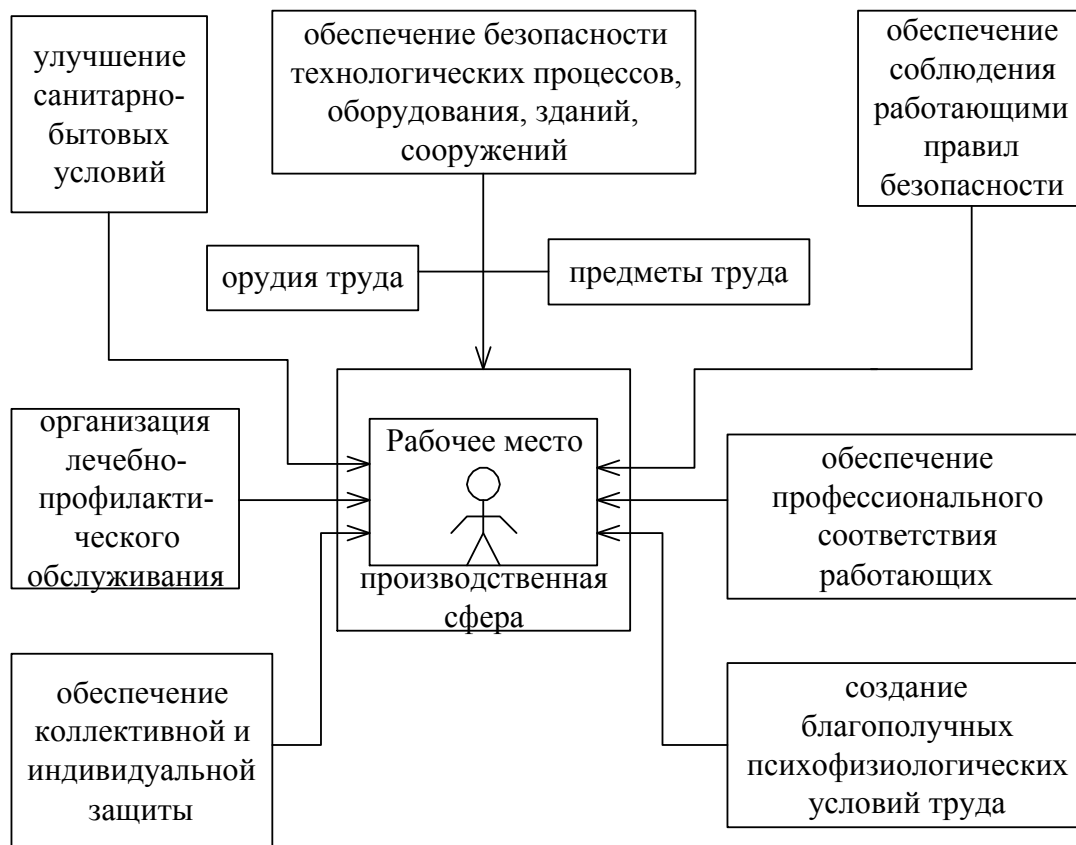 улучшение
санитарно-
бытовых
условий
обеспечение безопасности
технологических процессов,
оборудования, зданий,
сооружений
обеспечение
соблюдения
работающими
правил
безопасности
орудия труда
предметы труда
организация
лечебно-
профилакти-
ческого
обслуживания
Рабочее место
производственная
сфера
обеспечение
профессионального
соответствия
работающих
обеспечение
коллективной и
индивидуальной
защиты
создание
благополучных
психофизиологических
условий труда